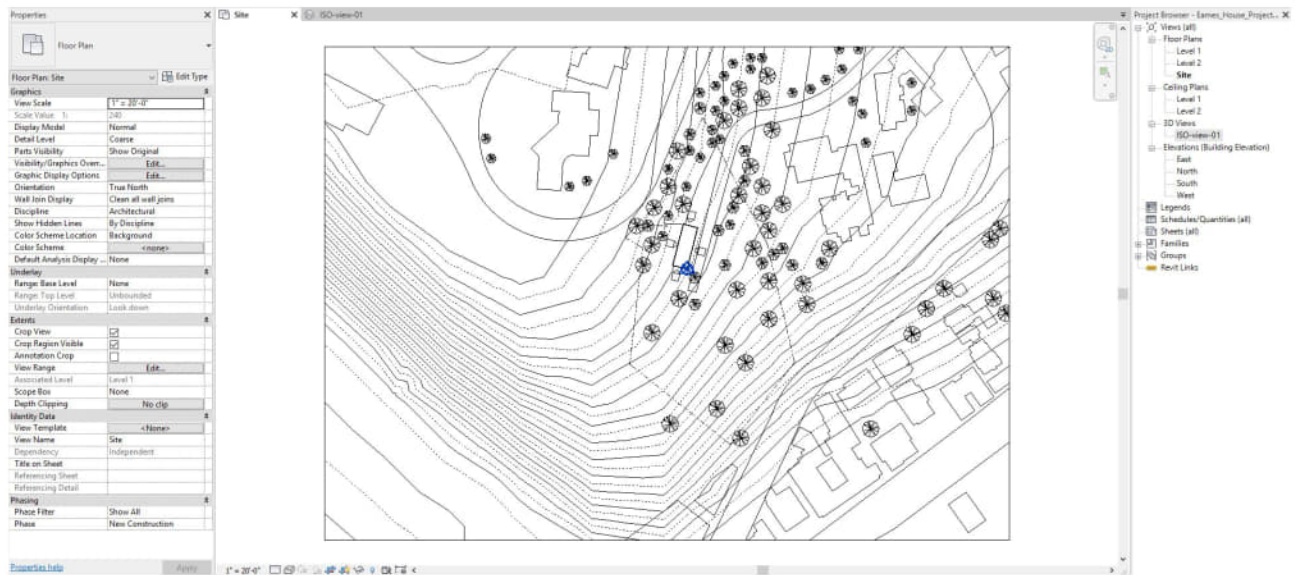 Properties
Floor Plan
Floor Plan: Site
Edit Type
Graphics
View Scale 1" = 20'-0"
Scale Value 1: 240
Display Model Normal
Detail Level Coarse
Parts Visibility Show Original
Visibility/Graphics Overr... Edit...
Graphic Display Options Edit...
Orientation True North
Wall Join Display Clean all wall joins
Discipline Architectural
Show Hidden Lines By Discipline
Color Scheme Location Background
Color Scheme <none>
Default Analysis Display ... None
Underlay
Range: Base Level None
Range: Top Level Unbounded
Underlay Orientation Look down
Extents
Crop View
Crop Region Visible
Annotation Crop
View Range Edit...
Associated Level Level 1
Scope Box None
Depth Clipping No clip
Identity Data
View Template <None>
View Name Site
Dependency Independent
Title on Sheet
Referencing Sheet
Referencing Detail
Phasing
Phase Filter Show All
Phase New Construction
Properties help
Apply
Site
ISO-view-01
1" = 20'-0"
Project Browser - Eames_House_Project...
Views (all)
Floor Plans
Level 1
Level 2
Site
Ceiling Plans
Level 1
Level 2
3D Views
ISO-view-01
Elevations (Building Elevation)
East
North
South
West
Legends
Schedules/Quantities (all)
Sheets (all)
Families
Groups
Revit Links